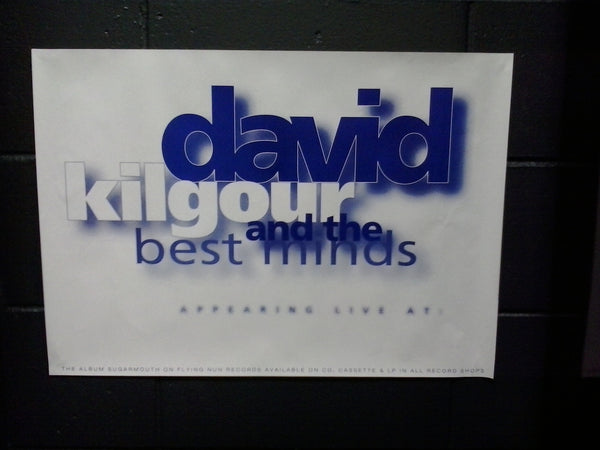 david
kilgour
and the
best minds
APPEARING LIVE AT:
THE ALBUM SUGARMOUTH ON FLYING NUN RECORDS AVAILABLE ON CD, CASSETTE & LP IN ALL RECORD SHOPS